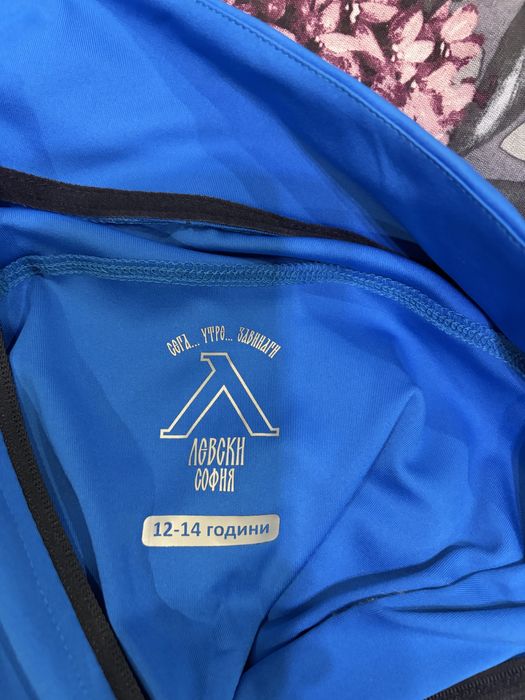 СЕГА... УТРЕ... ЗАВИНАГИ
ЛЕВСКИ
СОФИЯ
12-14 години